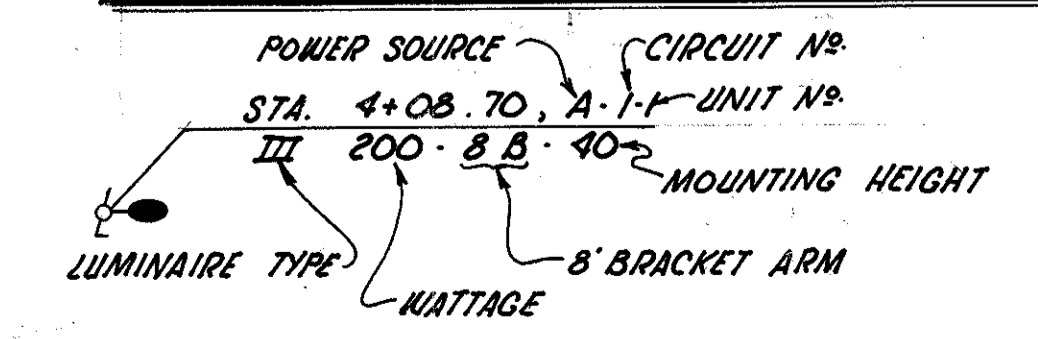 POWER SOURCE CIRCUIT Nº.
STA. 4+08.70, A-1-1 UNIT Nº.
III 200 - 8 B - 40
MOUNTING HEIGHT
LUMINAIRE TYPE 8' BRACKET ARM
WATTAGE